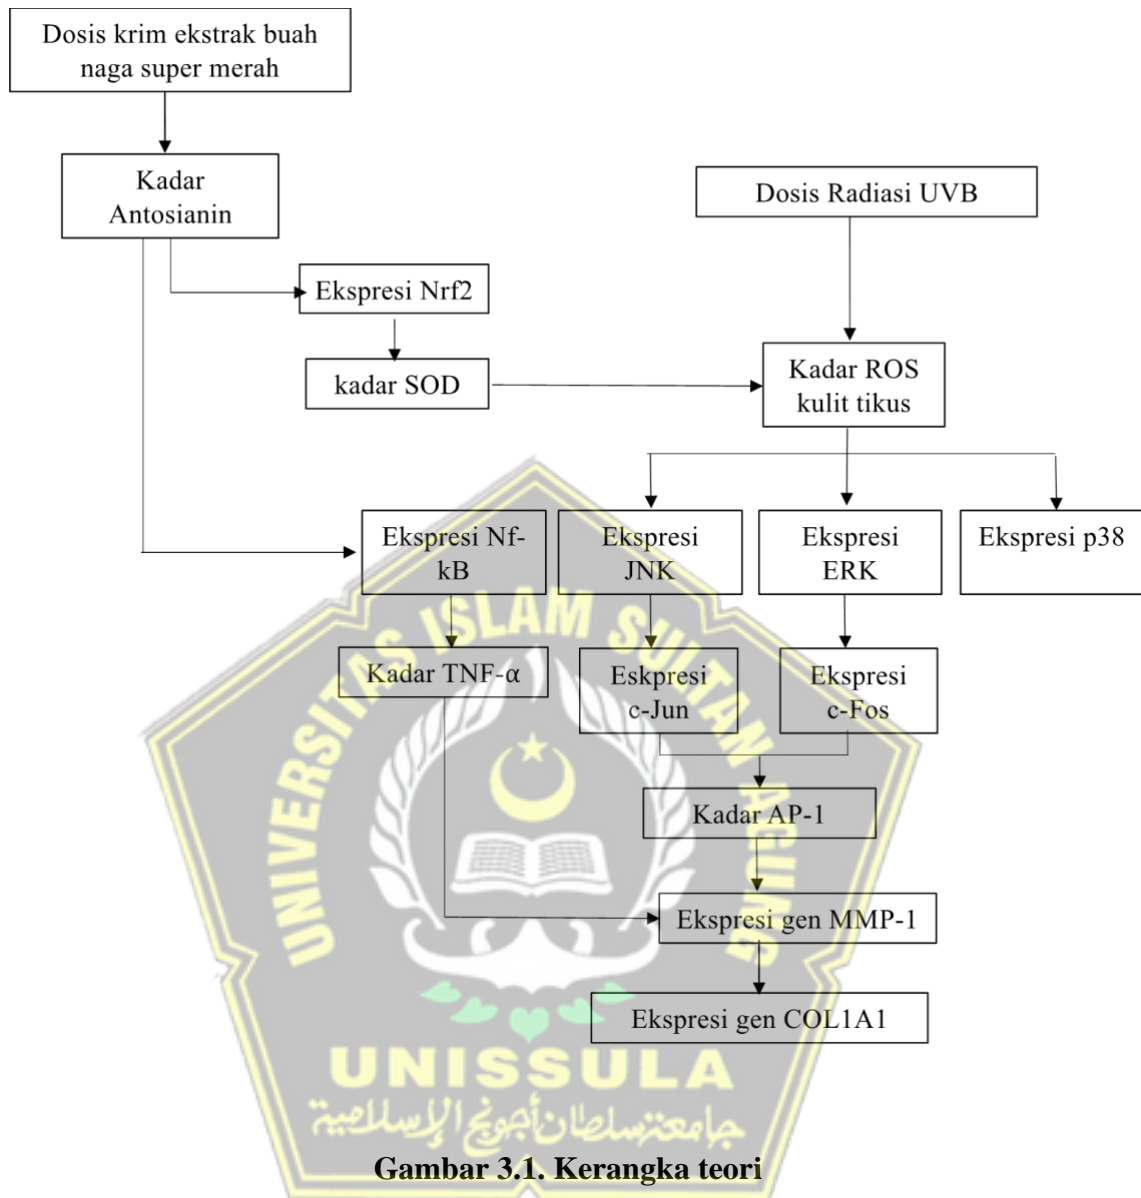 Dosis krim ekstrak buah
naga super merah
Kadar
Antosianin
Dosis Radiasi UVB
Ekspresi Nrf2
kadar SOD
Kadar ROS
kulit tikus
Ekspresi Nf-
kB
Ekspresi
JNK
Ekspresi
ERK
Ekspresi p38
Kadar TNF-α
Eskpresi
c-Jun
Ekspresi
c-Fos
Kadar AP-1
Ekspresi gen MMP-1
Ekspresi gen COL1A1
UNIVERSITAS ISLAM SULTAN AGUNG
UNISSULA
جامعتنسلطان أجونج الإسلامية
Gambar 3.1. Kerangka teori